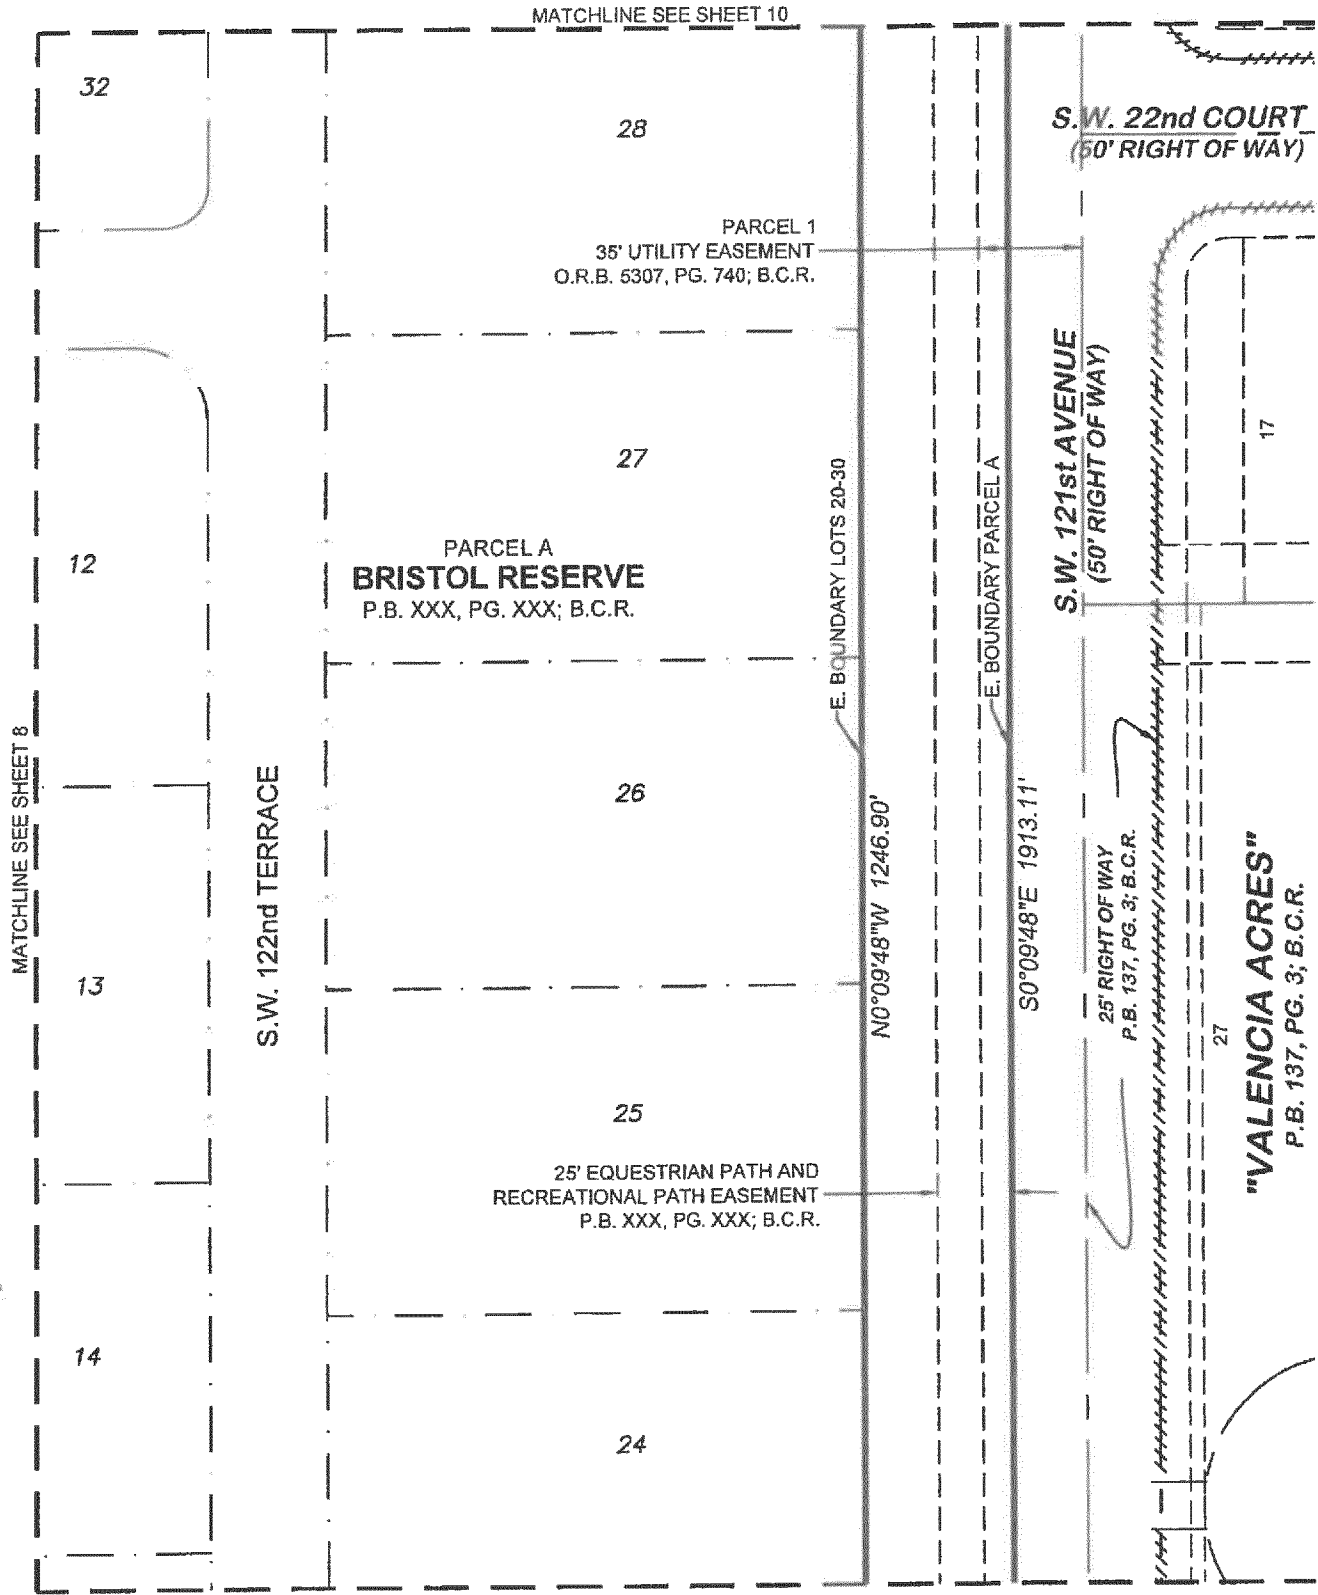 MATCHLINE SEE SHEET 10
32
28
S.W. 22nd COURT
(50' RIGHT OF WAY)
PARCEL 1
35' UTILITY EASEMENT
O.R.B. 5307, PG. 740; B.C.R.
S.W. 121st AVENUE
(50' RIGHT OF WAY)
17
27
E. BOUNDARY LOTS 20-30
E. BOUNDARY PARCEL A
12
PARCEL A
BRISTOL RESERVE
P.B. XXX, PG. XXX; B.C.R.
MATCHLINE SEE SHEET 8
S.W. 122nd TERRACE
26
N0°09'48"W 1246.90'
S0°09'48"E 1913.11'
25' RIGHT OF WAY
P.B. 137, PG. 3; B.C.R.
27
"VALENCIA ACRES"
P.B. 137, PG. 3; B.C.R.
13
25
25' EQUESTRIAN PATH AND
RECREATIONAL PATH EASEMENT
P.B. XXX, PG. XXX; B.C.R.
14
24